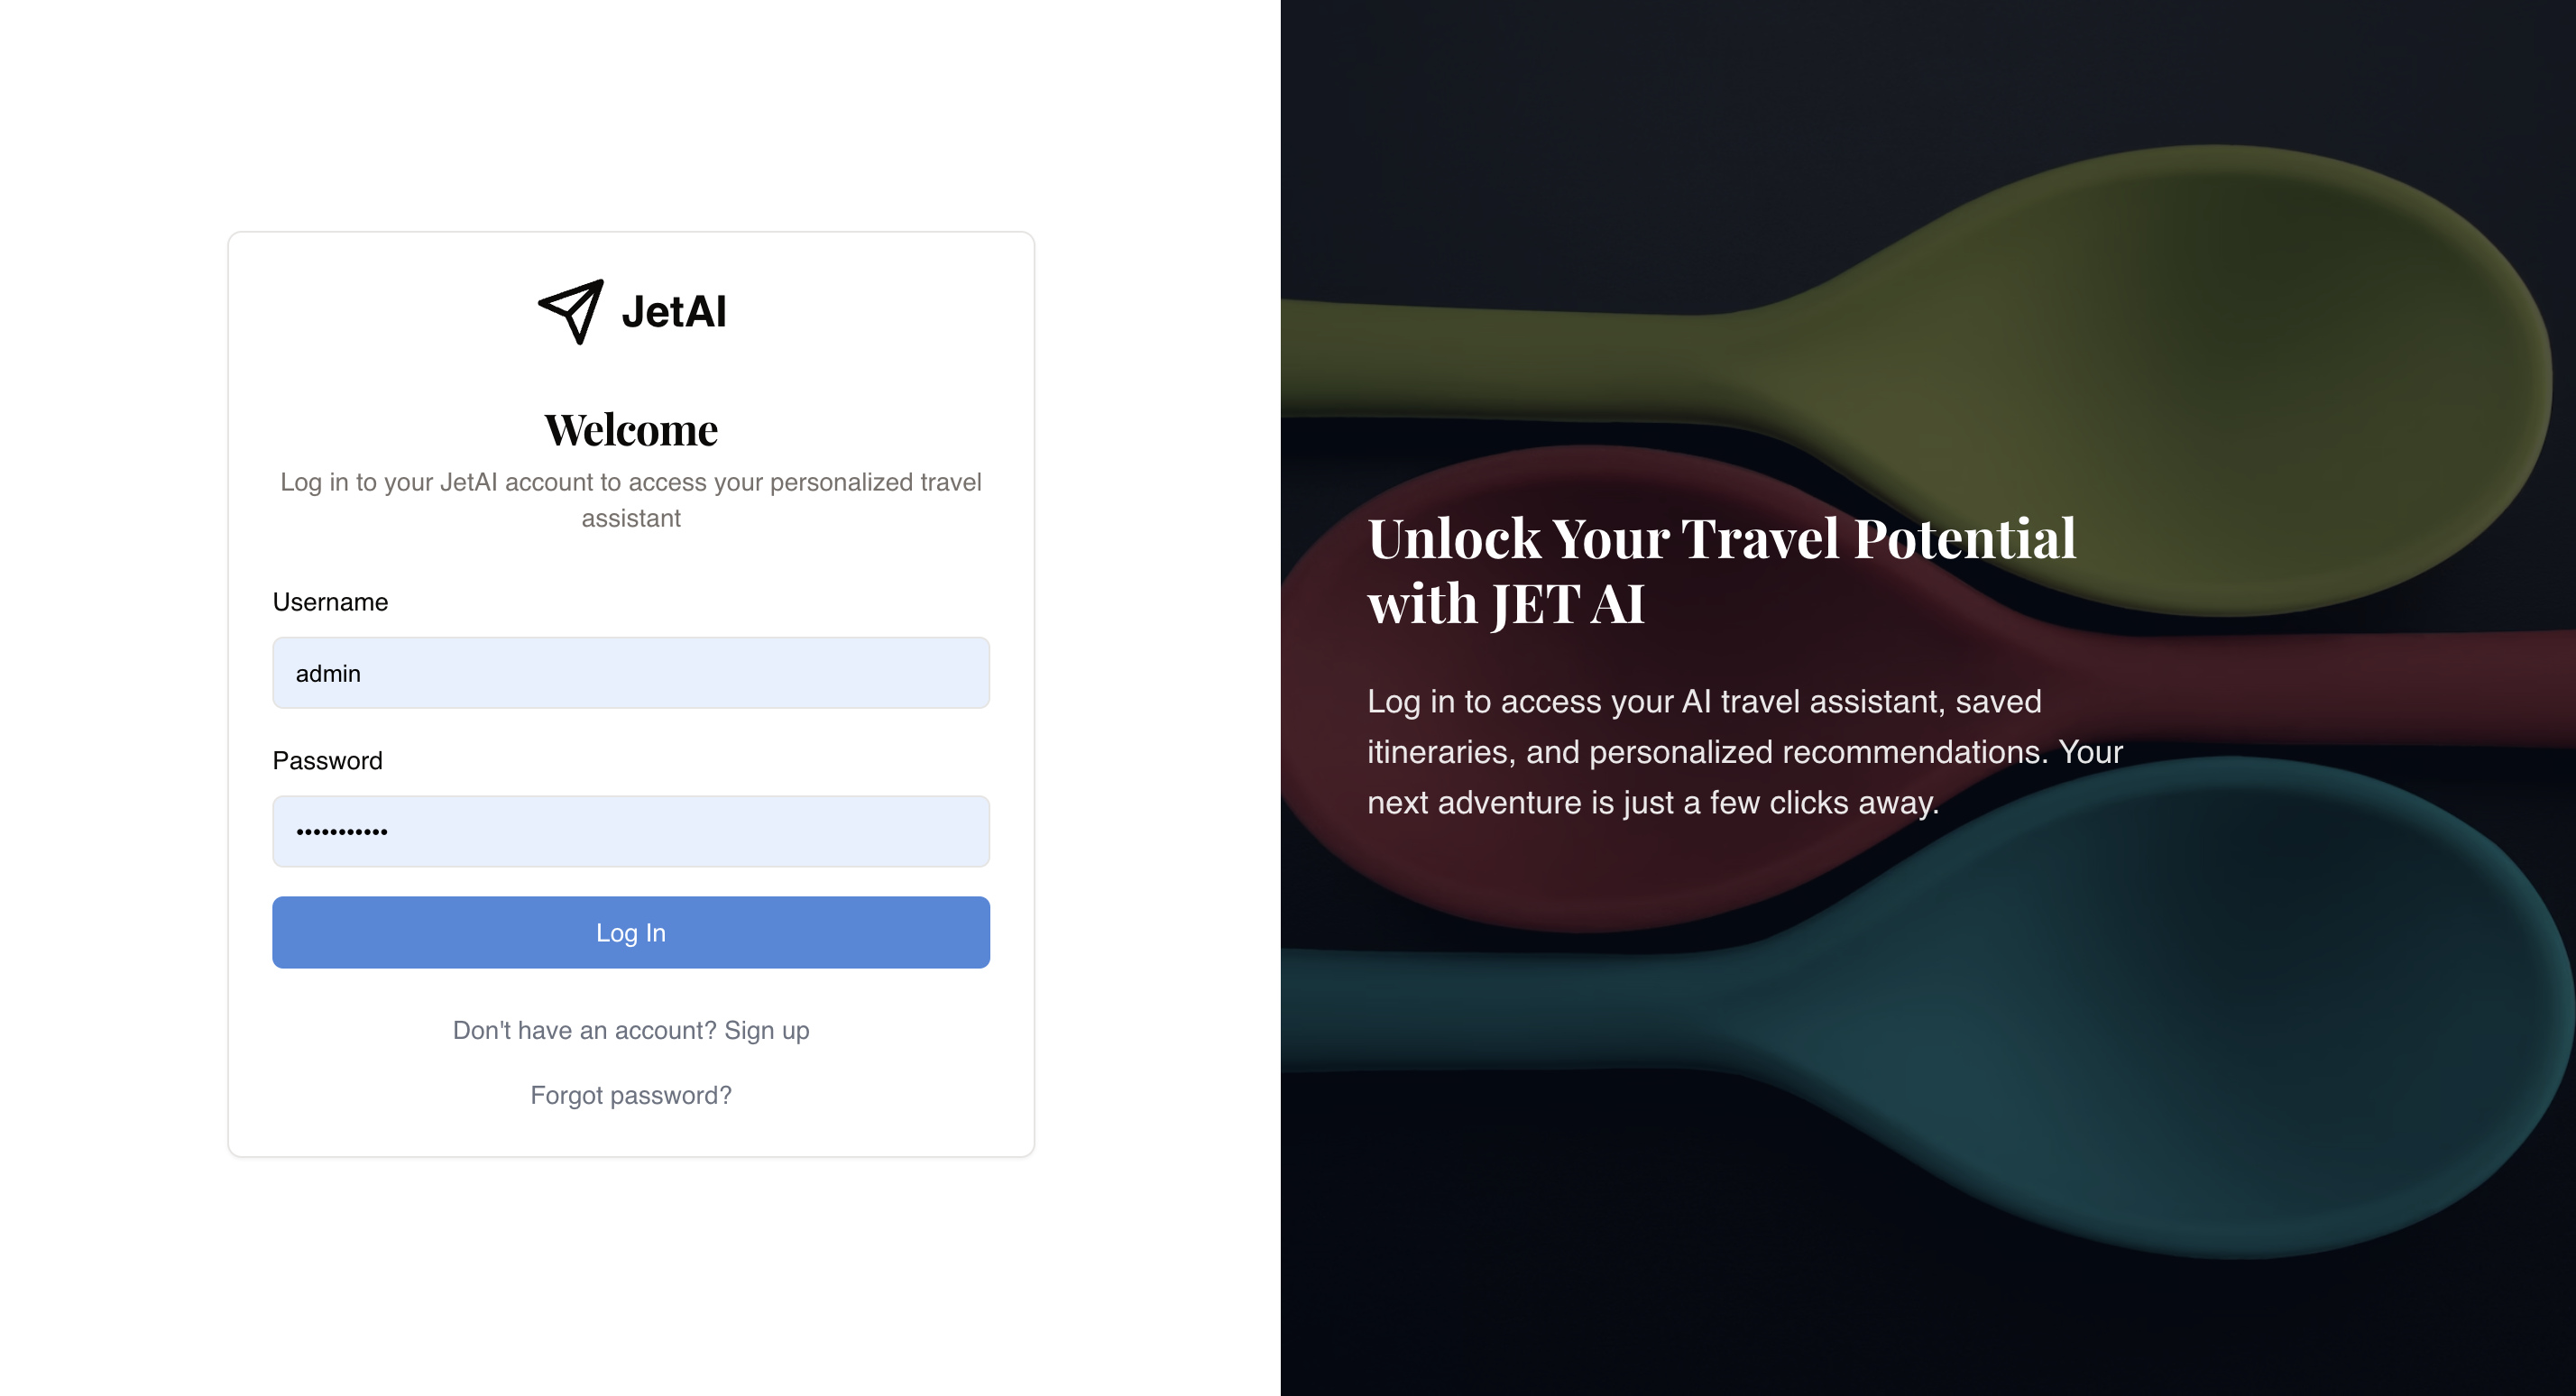 JetAI
Welcome
Log in to your JetAI account to access your personalized travel
assistant
Username
admin
Password
•••••••••••
Log In
Don't have an account? Sign up
Forgot password?
Unlock Your Travel Potential
with JET AI
Log in to access your AI travel assistant, saved
itineraries, and personalized recommendations. Your
next adventure is just a few clicks away.